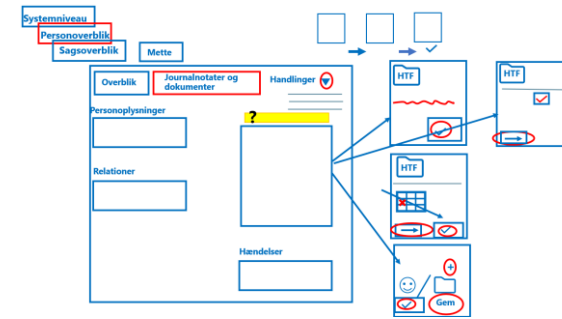 Systemniveau
Personoverblik
Sagsoverblik
Mette
Overblik
Journalnotater og
dokumenter
Handlinger
Personoplysninger
?
Relationer
Hændelser
HTF
HTF
HTF
+
Gem